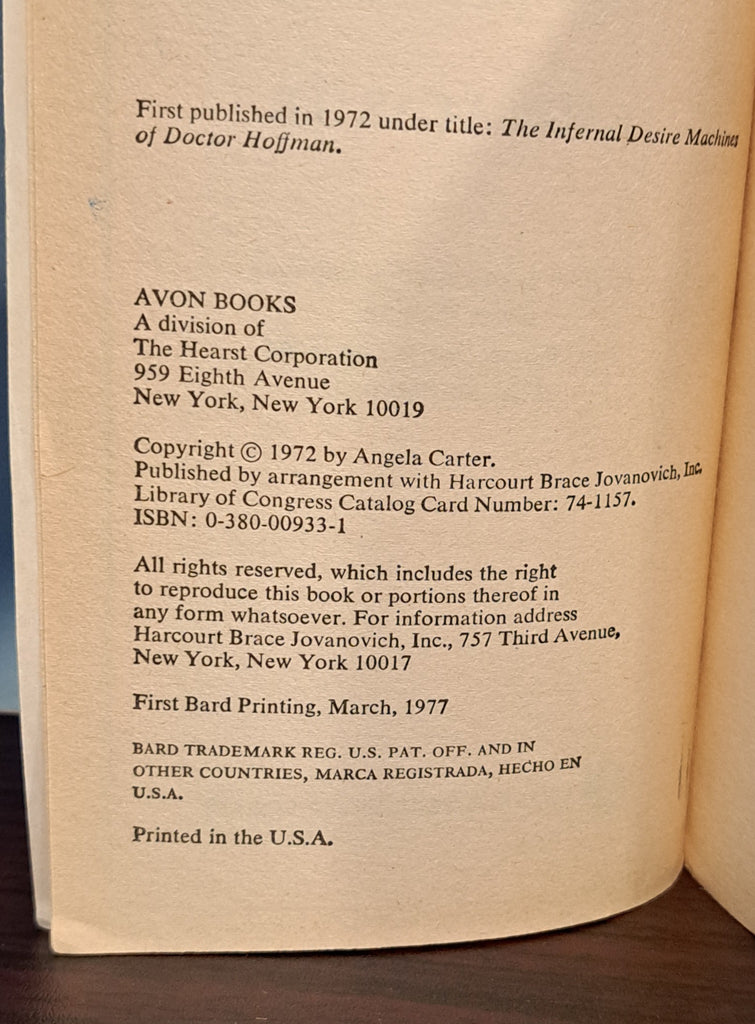 First published in 1972 under title: The Infernal Desire Machines
of Doctor Hoffman.
AVON BOOKS
A division of
The Hearst Corporation
959 Eighth Avenue
New York, New York 10019
Copyright © 1972 by Angela Carter.
Published by arrangement with Harcourt Brace Jovanovich, Inc.
Library of Congress Catalog Card Number: 74-1157.
ISBN: 0-380-00933-1
All rights reserved, which includes the right
to reproduce this book or portions thereof in
any form whatsoever. For information address
Harcourt Brace Jovanovich, Inc., 757 Third Avenue,
New York, New York 10017
First Bard Printing, March, 1977
BARD TRADEMARK REG. U.S. PAT. OFF. AND IN
OTHER COUNTRIES, MARCA REGISTRADA, HECHO EN
U.S.A.
Printed in the U.S.A.